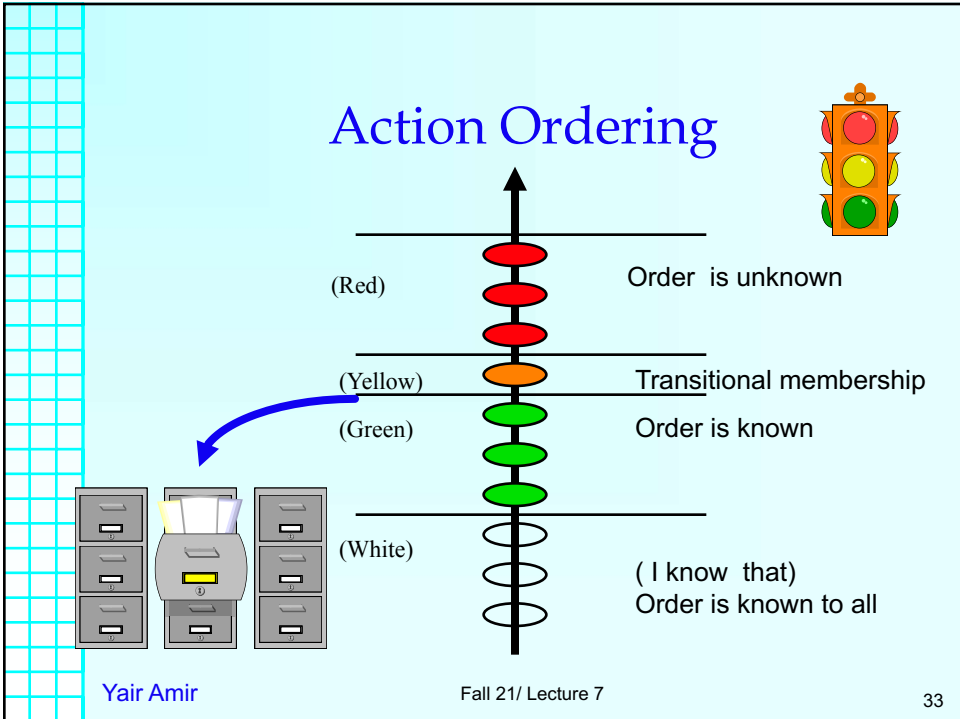 Action Ordering
(Red) Order is unknown
(Yellow) Transitional membership
(Green) Order is known
(White)
( I know that)
Order is known to all
Yair Amir Fall 21/ Lecture 7 33